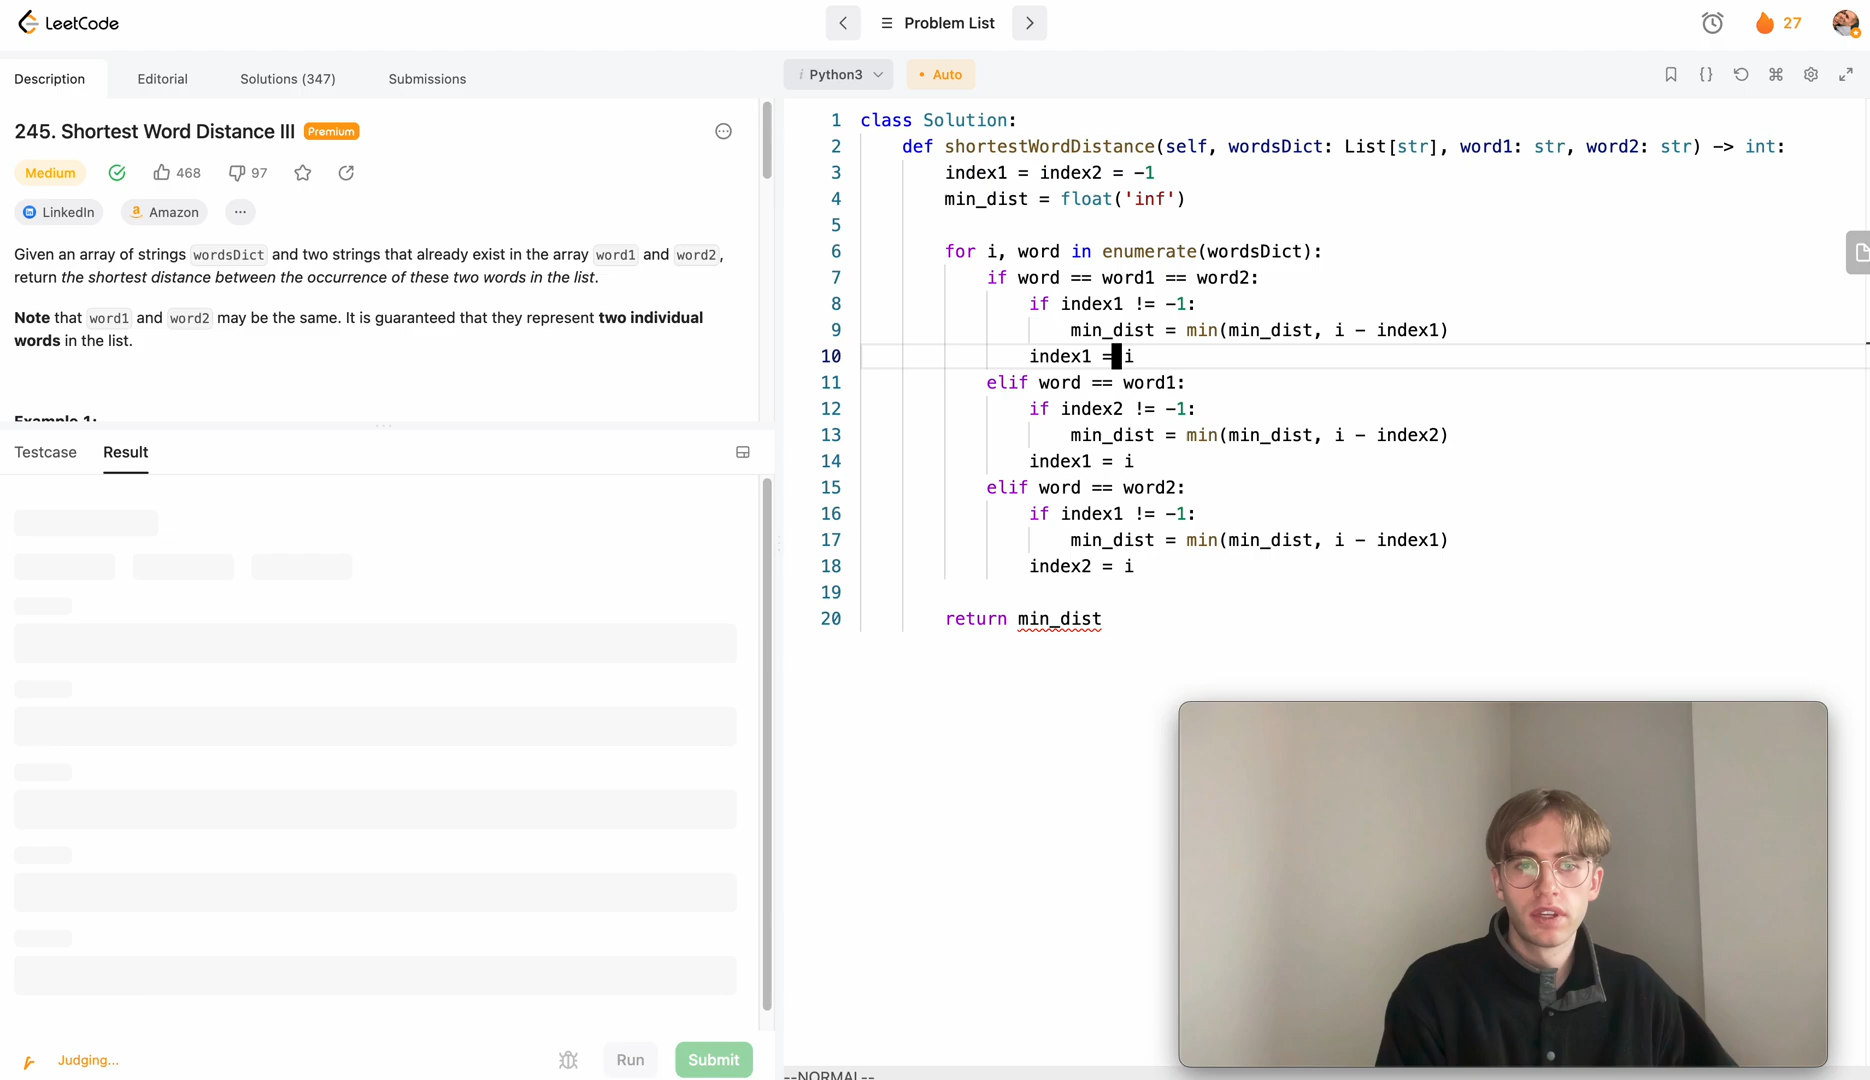 LeetCode
Problem List
27
Description
Editorial
Solutions (347)
Submissions
245. Shortest Word Distance III
Premium
Medium
468
97
LinkedIn
Amazon
Given an array of strings wordsDict and two strings that already exist in the array word1 and word2,
return the shortest distance between the occurrence of these two words in the list.
Note that word1 and word2 may be the same. It is guaranteed that they represent two individual
words in the list.
Example 1:
Testcase
Result
Judging...
Run
Submit
i Python3
• Auto
1 class Solution:
2 def shortestWordDistance(self, wordsDict: List[str], word1: str, word2: str) -> int:
3 index1 = index2 = -1
4 min_dist = float('inf')
5
6 for i, word in enumerate(wordsDict):
7 if word == word1 == word2:
8 if index1 != -1:
9 min_dist = min(min_dist, i - index1)
10 index1 = i
11 elif word == word1:
12 if index2 != -1:
13 min_dist = min(min_dist, i - index2)
14 index1 = i
15 elif word == word2:
16 if index1 != -1:
17 min_dist = min(min_dist, i - index1)
18 index2 = i
19
20 return min_dist
--NORMAL--